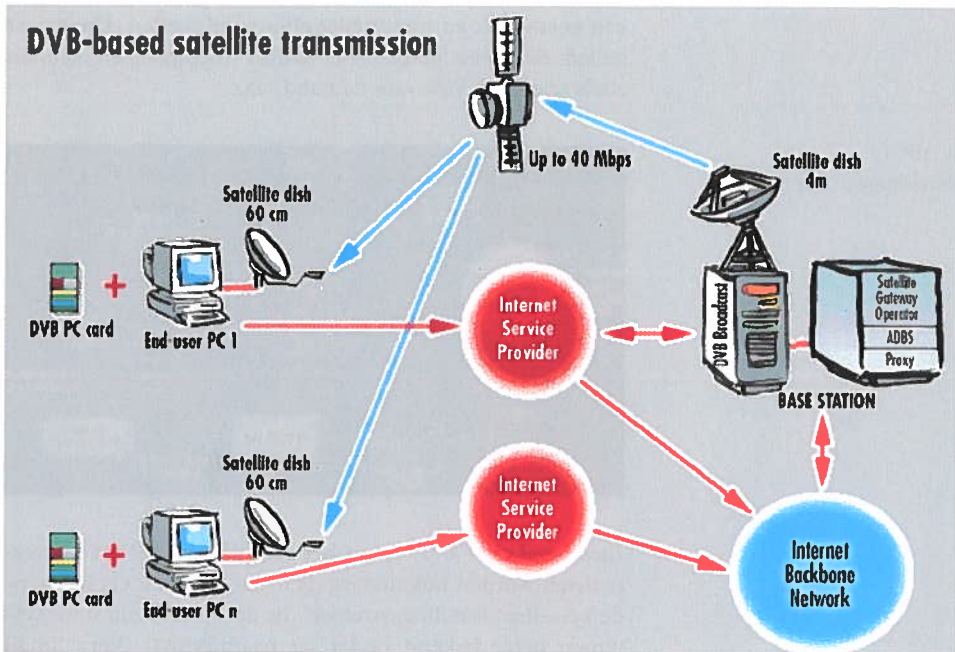 DVB-based satellite transmission
Up to 40 Mbps
Satellite dish
4m
Satellite dish
60 cm
DVB PC card
End-user PC 1
Internet
Service
Provider
DVB Broadcast
Satellite
Gateway
Operator
ADBS
Proxy
BASE STATION
Satellite dish
60 cm
DVB PC card
End-user PC n
Internet
Service
Provider
Internet
Backbone
Network